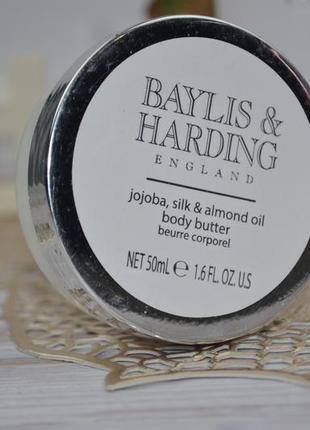 BAYLIS &
HARDING
ENGLAND
jojoba, silk & almond oil
body butter
beurre corporel
NET 50mL ℮ 1.6 FL. OZ. U.S